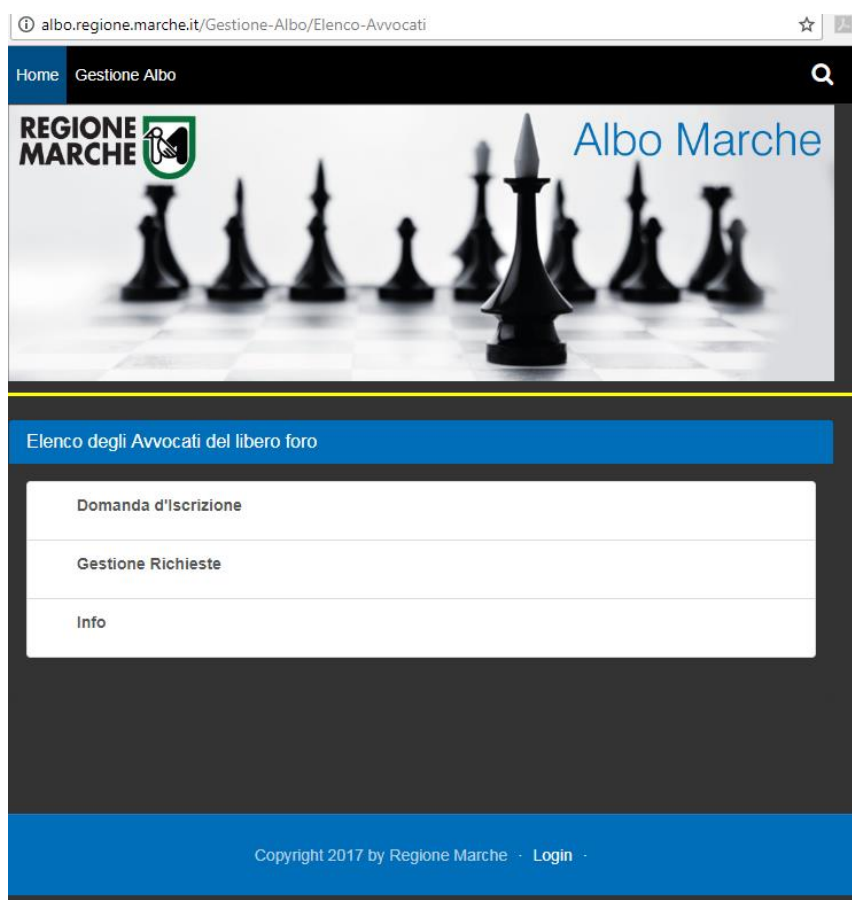 albo.regione.marche.it/Gestione-Albo/Elenco-Avvocati
Home Gestione Albo
REGIONE
MARCHE
Albo Marche
Elenco degli Avvocati del libero foro
Domanda d'Iscrizione
Gestione Richieste
Info
Copyright 2017 by Regione Marche · Login ·